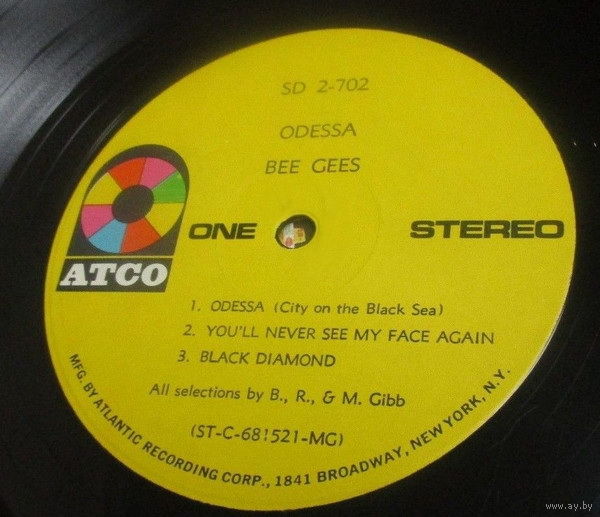 SD 2-702
ODESSA
BEE GEES
ATCO
ONE
STEREO
1. ODESSA (City on the Black Sea)
2. YOU'LL NEVER SEE MY FACE AGAIN
3. BLACK DIAMOND
All selections by B., R., & M. Gibb
(ST-C-681521-MG)
MFG. BY ATLANTIC RECORDING CORP., 1841 BROADWAY, NEW YORK, N.Y.
www.ay.by